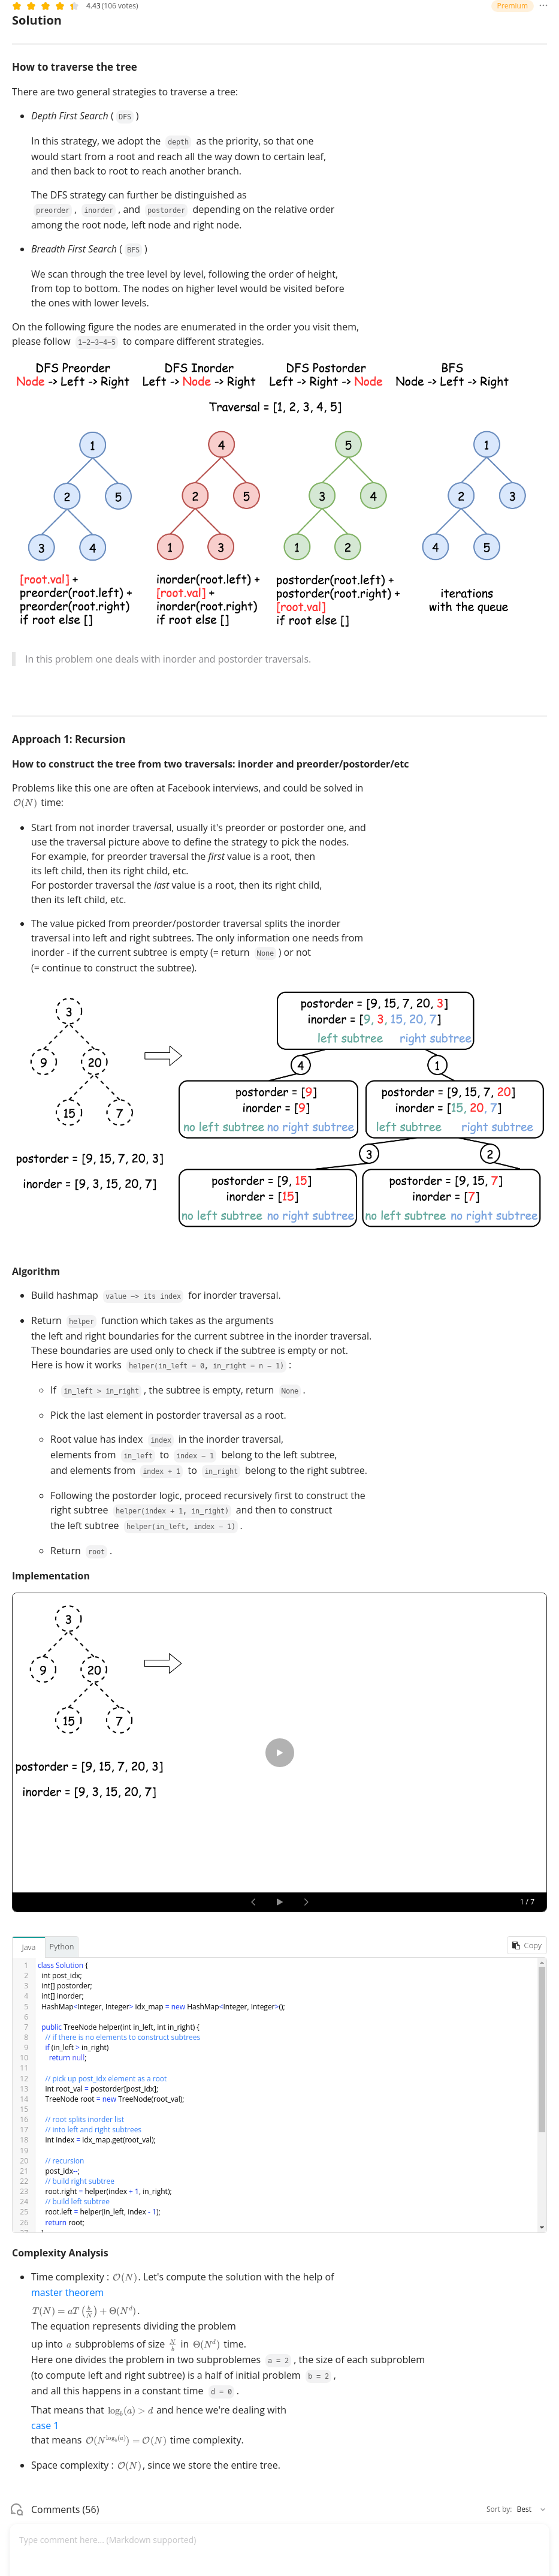 4.43 (106 votes)
Premium
Solution
How to traverse the tree
There are two general strategies to traverse a tree:
• Depth First Search ( DFS )
In this strategy, we adopt the depth as the priority, so that one
would start from a root and reach all the way down to certain leaf,
and then back to root to reach another branch.
The DFS strategy can further be distinguished as
preorder , inorder , and postorder depending on the relative order
among the root node, left node and right node.
• Breadth First Search ( BFS )
We scan through the tree level by level, following the order of height,
from top to bottom. The nodes on higher level would be visited before
the ones with lower levels.
On the following figure the nodes are enumerated in the order you visit them,
please follow 1-2-3-4-5 to compare different strategies.
DFS Preorder DFS Inorder DFS Postorder BFS
Node -> Left -> Right Left -> Node -> Right Left -> Right -> Node Node -> Left -> Right
Traversal = [1, 2, 3, 4, 5]
1 4 5 1
2 5 2 5 3 4 2 3
3 4 1 3 1 2 4 5
[root.val] +
preorder(root.left) +
preorder(root.right)
if root else []
inorder(root.left) +
[root.val] +
inorder(root.right)
if root else []
postorder(root.left) +
postorder(root.right) +
[root.val]
if root else []
iterations
with the queue
In this problem one deals with inorder and postorder traversals.
Approach 1: Recursion
How to construct the tree from two traversals: inorder and preorder/postorder/etc
Problems like this one are often at Facebook interviews, and could be solved in
O(N) time:
• Start from not inorder traversal, usually it's preorder or postorder one, and
use the traversal picture above to define the strategy to pick the nodes.
For example, for preorder traversal the first value is a root, then
its left child, then its right child, etc.
For postorder traversal the last value is a root, then its right child,
then its left child, etc.
• The value picked from preorder/postorder traversal splits the inorder
traversal into left and right subtrees. The only information one needs from
inorder - if the current subtree is empty (= return None ) or not
(= continue to construct the subtree).
3
9 20
15 7
postorder = [9, 15, 7, 20, 3]
inorder = [9, 3, 15, 20, 7]
postorder = [9, 15, 7, 20, 3]
inorder = [9, 3, 15, 20, 7]
left subtree right subtree
4 1
postorder = [9]
inorder = [9]
no left subtree no right subtree
postorder = [9, 15, 7, 20]
inorder = [15, 20, 7]
left subtree right subtree
3 2
postorder = [9, 15]
inorder = [15]
no left subtree no right subtree
postorder = [9, 15, 7]
inorder = [7]
no left subtree no right subtree
Algorithm
• Build hashmap value -> its index for inorder traversal.
• Return helper function which takes as the arguments
the left and right boundaries for the current subtree in the inorder traversal.
These boundaries are used only to check if the subtree is empty or not.
Here is how it works helper(in_left = 0, in_right = n - 1) :
◦ If in_left > in_right , the subtree is empty, return None .
◦ Pick the last element in postorder traversal as a root.
◦ Root value has index index in the inorder traversal,
elements from in_left to index - 1 belong to the left subtree,
and elements from index + 1 to in_right belong to the right subtree.
◦ Following the postorder logic, proceed recursively first to construct the
right subtree helper(index + 1, in_right) and then to construct
the left subtree helper(in_left, index - 1) .
◦ Return root .
Implementation
3
9 20
15 7
postorder = [9, 15, 7, 20, 3]
inorder = [9, 3, 15, 20, 7]
1 / 7
Java Python Copy
1 class Solution {
2 int post_idx;
3 int[] postorder;
4 int[] inorder;
5 HashMap<Integer, Integer> idx_map = new HashMap<Integer, Integer>();
6
7 public TreeNode helper(int in_left, int in_right) {
8 // if there is no elements to construct subtrees
9 if (in_left > in_right)
10 return null;
11
12 // pick up post_idx element as a root
13 int root_val = postorder[post_idx];
14 TreeNode root = new TreeNode(root_val);
15
16 // root splits inorder list
17 // into left and right subtrees
18 int index = idx_map.get(root_val);
19
20 // recursion
21 post_idx--;
22 // build right subtree
23 root.right = helper(index + 1, in_right);
24 // build left subtree
25 root.left = helper(in_left, index - 1);
26 return root;
27 }
Complexity Analysis
• Time complexity : O(N). Let's compute the solution with the help of
master theorem
T(N) = aT(b/N) + Θ(N^d).
The equation represents dividing the problem
up into a subproblems of size N/b in Θ(N^d) time.
Here one divides the problem in two subproblemes a = 2 , the size of each subproblem
(to compute left and right subtree) is a half of initial problem b = 2 ,
and all this happens in a constant time d = 0 .
That means that log_b(a) > d and hence we're dealing with
case 1
that means O(N^log_b(a)) = O(N) time complexity.
• Space complexity : O(N), since we store the entire tree.
Comments (56)
Sort by: Best
Type comment here... (Markdown supported)